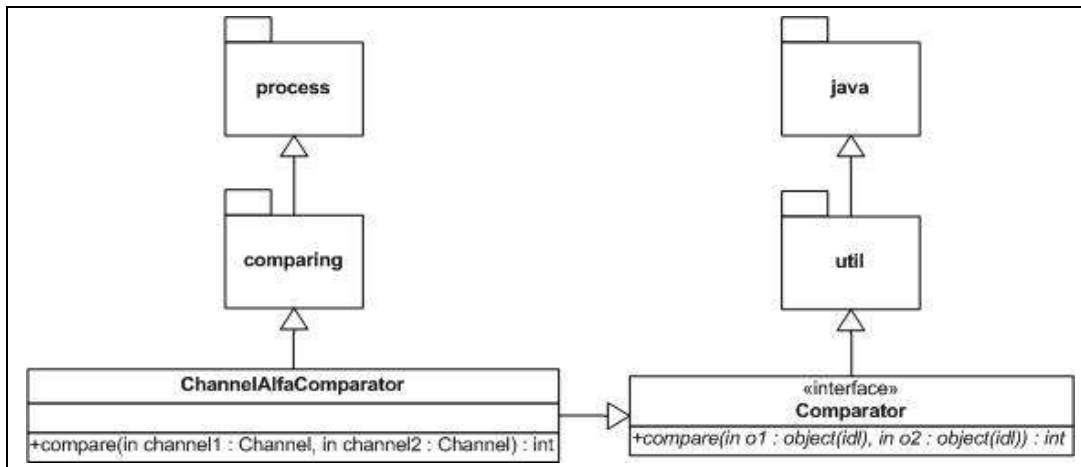 process
java
comparing
util
ChannelAlfaComparator
+compare(in channel1 : Channel, in channel2 : Channel) : int
«interface»
Comparator
+compare(in o1 : object(idl), in o2 : object(idl)) : int